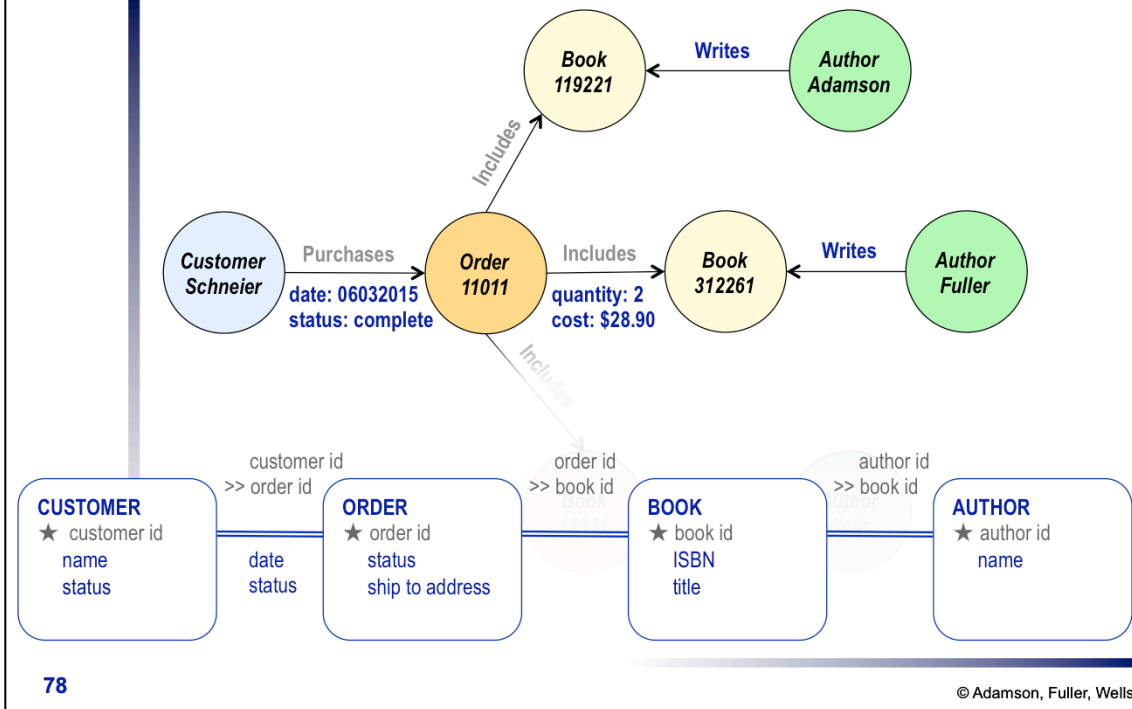 Book
119221
Writes
Author
Adamson
Includes
Customer
Schneier
Purchases
date: 06032015
status: complete
Order
11011
Includes
quantity: 2
cost: $28.90
Book
312261
Writes
Author
Fuller
Includes
customer id
>> order id
order id
>> book id
author id
>> book id
Book
Author
Wells
CUSTOMER
★ customer id
name
status
date
status
ORDER
★ order id
status
ship to address
BOOK
★ book id
ISBN
title
AUTHOR
★ author id
name
78
© Adamson, Fuller, Wells